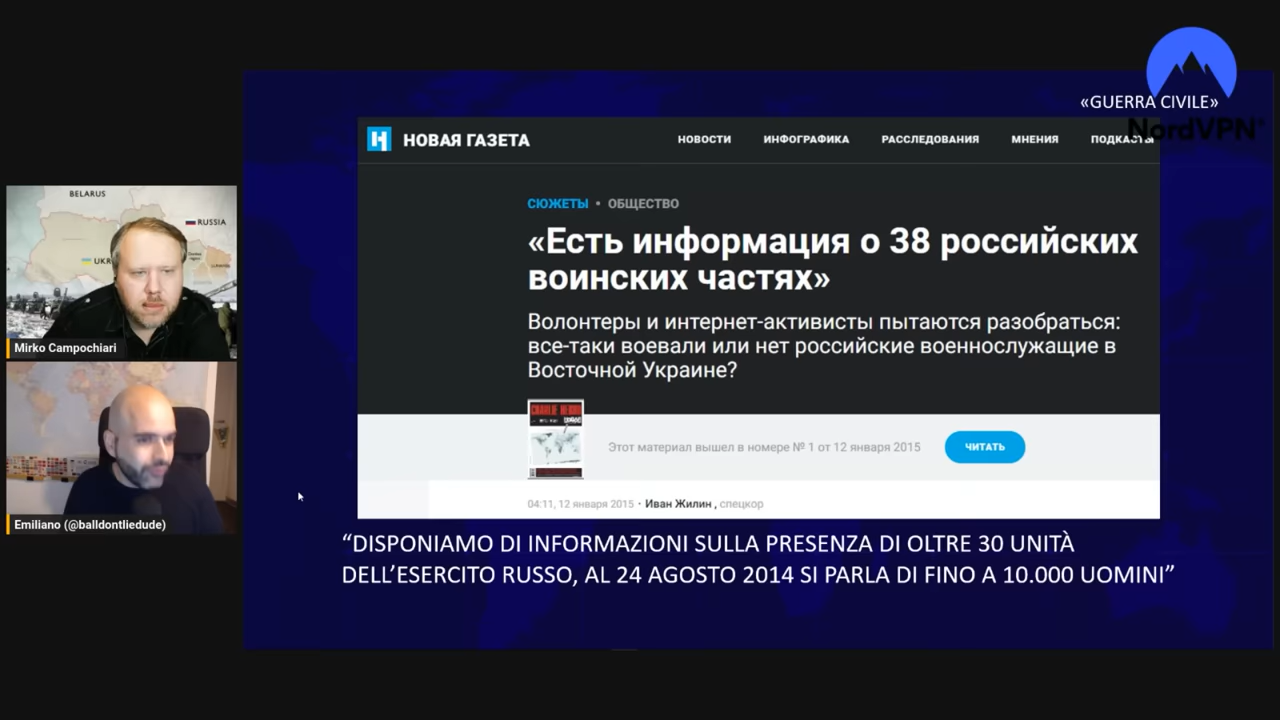 «GUERRA CIVILE»
NordVPN®
НОВАЯ ГАЗЕТА
НОВОСТИ
ИНФОГРАФИКА
РАССЛЕДОВАНИЯ
МНЕНИЯ
ПОДКАСТЫ
СЮЖЕТЫ • ОБЩЕСТВО
«Есть информация о 38 российских
воинских частях»
Волонтеры и интернет-активисты пытаются разобраться:
все-таки воевали или нет российские военнослужащие в
Восточной Украине?
CHARLIE HEBDO
Этот материал вышел в номере № 1 от 12 января 2015
ЧИТАТЬ
04:11, 12 января 2015 • Иван Жилин , спецкор
“DISPONIAMO DI INFORMAZIONI SULLA PRESENZA DI OLTRE 30 UNITÀ
DELL’ESERCITO RUSSO, AL 24 AGOSTO 2014 SI PARLA DI FINO A 10.000 UOMINI”
BELARUS
RUSSIA
UKR
Mirko Campochiari
Emiliano (@balldontliedude)